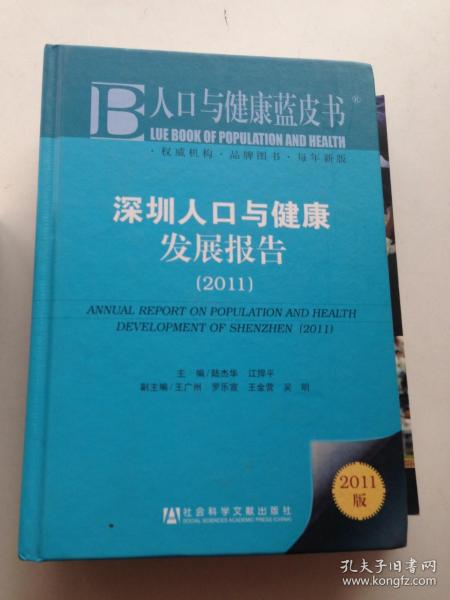 B 人口与健康蓝皮书®
LUE BOOK OF POPULATION AND HEALTH
·权威机构·品牌图书·每年新版
深圳人口与健康
发展报告
(2011)
ANNUAL REPORT ON POPULATION AND HEALTH
DEVELOPMENT OF SHENZHEN (2011)
主 编/陆杰华 江捍平
副主编/王广州 罗乐宣 王金营 吴 明
2011
版
社会科学文献出版社
SOCIAL SCIENCES ACADEMIC PRESS (CHINA)
孔夫子旧书网
www.kongfz.com